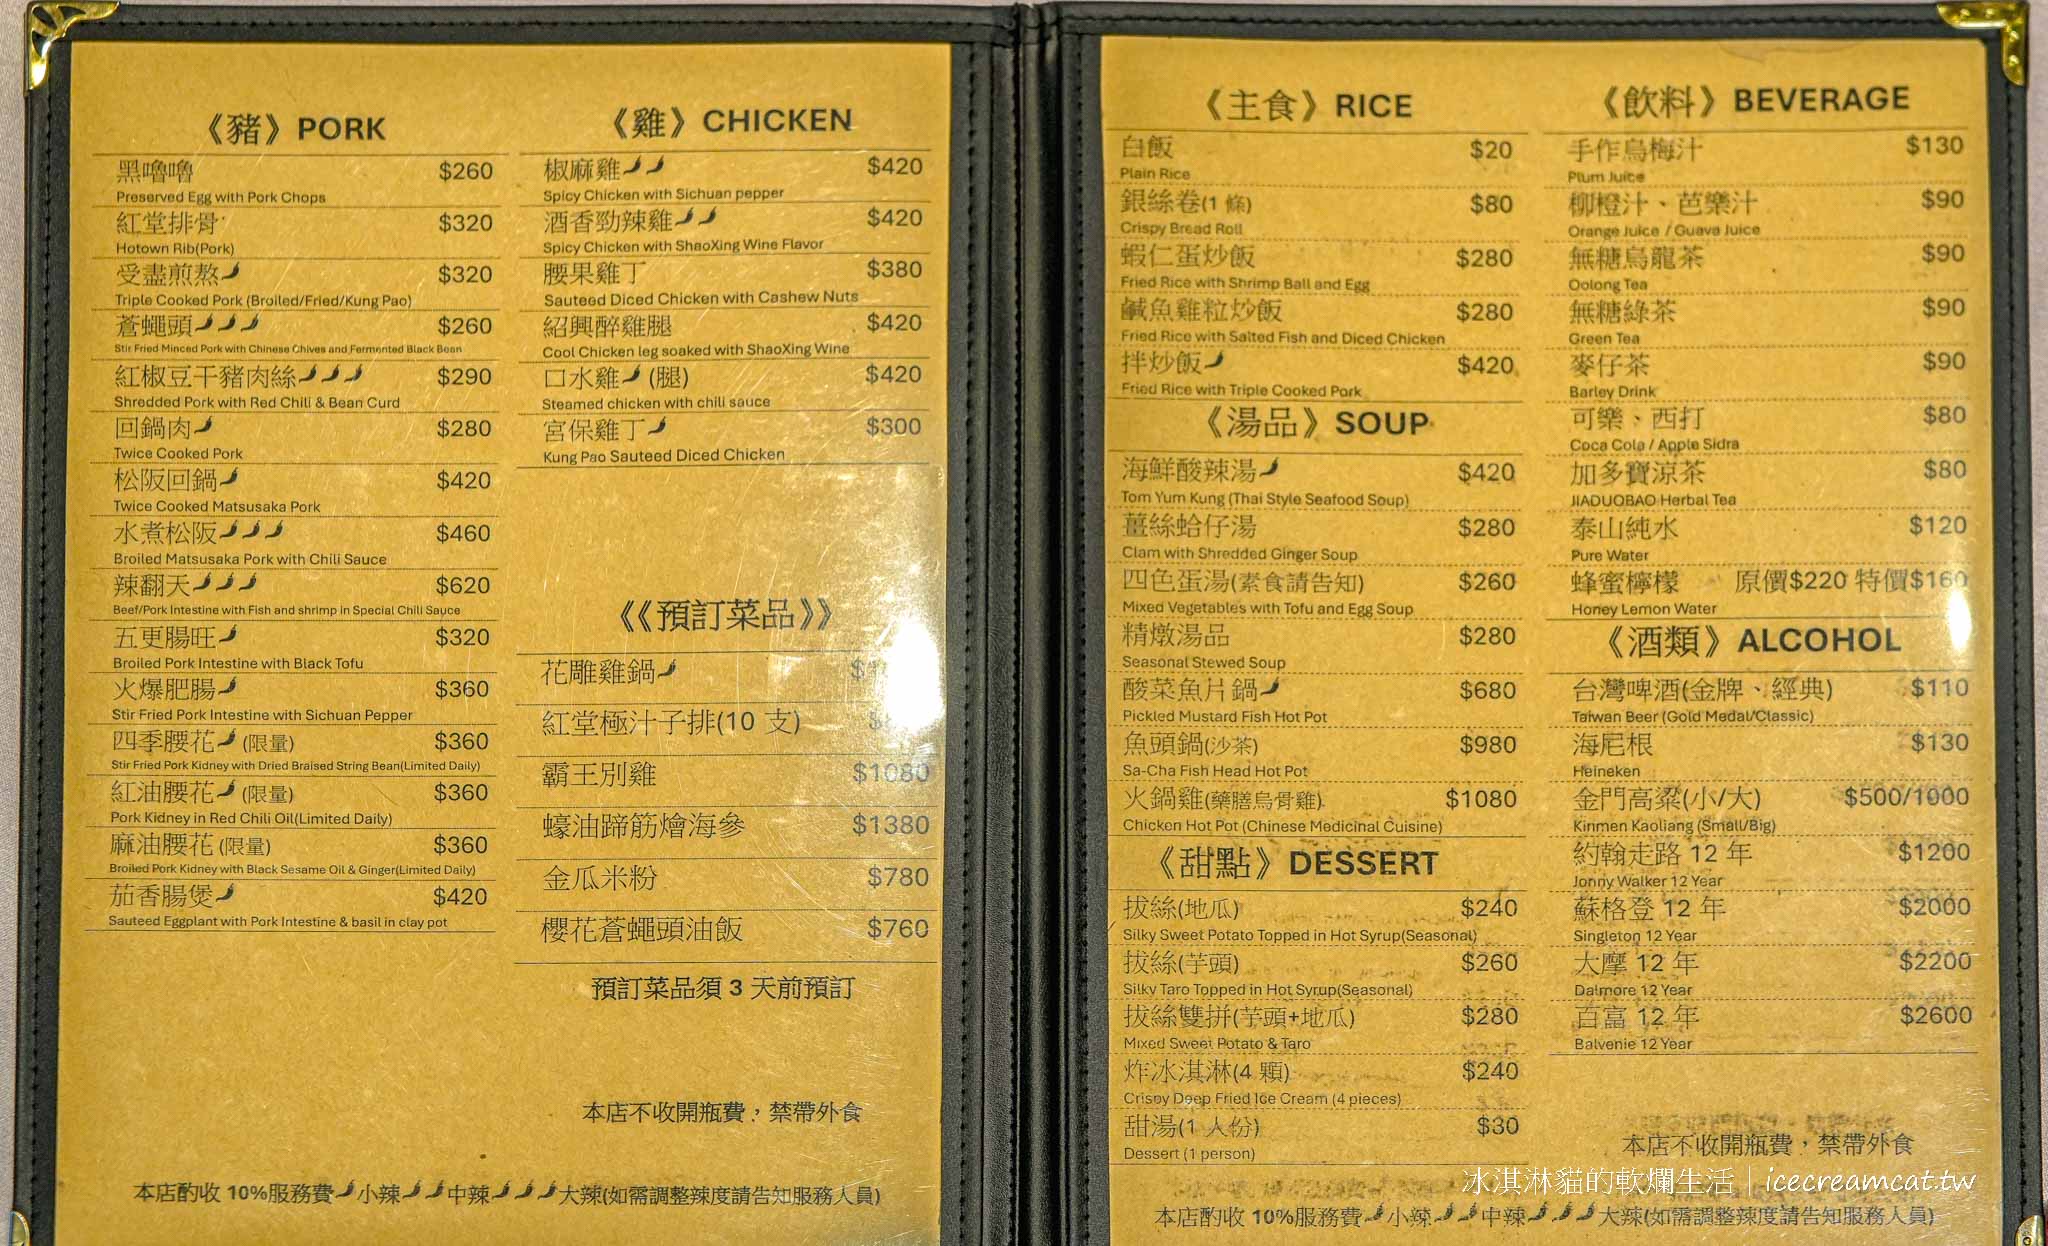 《豬》PORK
黑嚕嚕 $260
Preserved Egg with Pork Chops
紅堂排骨 $320
Hotown Rib(Pork)
受盡煎熬 $320
Triple Cooked Pork (Broiled/Fried/Kung Pao)
蒼蠅頭 $260
Stir Fried Minced Pork with Chinese Chives and Fermented Black Bean
紅椒豆干豬肉絲 $290
Shredded Pork with Red Chili & Bean Curd
回鍋肉 $280
Twice Cooked Pork
松阪回鍋 $420
Twice Cooked Matsusaka Pork
水煮松阪 $460
Broiled Matsusaka Pork with Chili Sauce
辣翻天 $620
Beef/Pork Intestine with Fish and shrimp in Special Chili Sauce
五更腸旺 $320
Broiled Pork Intestine with Black Tofu
火爆肥腸 $360
Stir Fried Pork Intestine with Sichuan Pepper
四季腰花 (限量) $360
Stir Fried Pork Kidney with Dried Braised String Bean(Limited Daily)
紅油腰花 (限量) $360
Pork Kidney in Red Chili Oil(Limited Daily)
麻油腰花 (限量) $360
Broiled Pork Kidney with Black Sesame Oil & Ginger(Limited Daily)
茄香腸煲 $420
Sauteed Eggplant with Pork Intestine & basil in clay pot
《雞》CHICKEN
椒麻雞 $420
Spicy Chicken with Sichuan pepper
酒香勁辣雞 $420
Spicy Chicken with ShaoXing Wine Flavor
腰果雞丁 $380
Sauteed Diced Chicken with Cashew Nuts
紹興醉雞腿 $420
Cool Chicken leg soaked with ShaoXing Wine
口水雞 (腿) $420
Steamed chicken with chili sauce
宮保雞丁 $300
Kung Pao Sauteed Diced Chicken
《《預訂菜品》》
花雕雞鍋
紅堂極汁子排(10 支)
霸王別雞 $1080
蠔油蹄筋燴海參 $1380
金瓜米粉 $780
櫻花蒼蠅頭油飯 $760
預訂菜品須 3 天前預訂
本店不收開瓶費，禁帶外食
本店酌收 10%服務費 小辣 中辣 大辣(如需調整辣度請告知服務人員)
《主食》RICE
白飯 $20
Plain Rice
銀絲卷(1 條) $80
Crispy Bread Roll
蝦仁蛋炒飯 $280
Fried Rice with Shrimp Ball and Egg
鹹魚雞粒炒飯 $280
Fried Rice with Salted Fish and Diced Chicken
拌炒飯 $420
Fried Rice with Triple Cooked Pork
《湯品》SOUP
海鮮酸辣湯 $420
Tom Yum Kung (Thai Style Seafood Soup)
薑絲蛤仔湯 $280
Clam with Shredded Ginger Soup
四色蛋湯(素食請告知) $260
Mixed Vegetables with Tofu and Egg Soup
精燉湯品 $280
Seasonal Stewed Soup
酸菜魚片鍋 $680
Pickled Mustard Fish Hot Pot
魚頭鍋(沙茶) $980
Sa-Cha Fish Head Hot Pot
火鍋雞(藥膳烏骨雞) $1080
Chicken Hot Pot (Chinese Medicinal Cuisine)
《甜點》DESSERT
拔絲(地瓜) $240
Silky Sweet Potato Topped in Hot Syrup(Seasonal)
拔絲(芋頭) $260
Silky Taro Topped in Hot Syrup(Seasonal)
拔絲雙拼(芋頭+地瓜) $280
Mixed Sweet Potato & Taro
炸冰淇淋(4 顆) $240
Crispy Deep Fried Ice Cream (4 pieces)
甜湯(1 人份) $30
Dessert (1 person)
《飲料》BEVERAGE
手作烏梅汁 $130
Plum Juice
柳橙汁、芭樂汁 $90
Orange Juice / Guava Juice
無糖烏龍茶 $90
Oolong Tea
無糖綠茶 $90
Green Tea
麥仔茶 $90
Barley Drink
可樂、西打 $80
Coca Cola / Apple Sidra
加多寶涼茶 $80
JIADUOBAO Herbal Tea
泰山純水 $120
Pure Water
蜂蜜檸檬 原價$220 特價$160
Honey Lemon Water
《酒類》ALCOHOL
台灣啤酒(金牌、經典) $110
Taiwan Beer (Gold Medal/Classic)
海尼根 $130
Heineken
金門高粱(小/大) $500/1000
Kinmen Kaoliang (Small/Big)
約翰走路 12 年 $1200
Jonny Walker 12 Year
蘇格登 12 年 $2000
Singleton 12 Year
大摩 12 年 $2200
Dalmore 12 Year
百富 12 年 $2600
Balvenie 12 Year
本店不收開瓶費，禁帶外食
冰淇淋貓的軟爛生活｜icecreamcat.tw
本店酌收 10%服務費 小辣 中辣 大辣(如需調整辣度請告知服務人員)